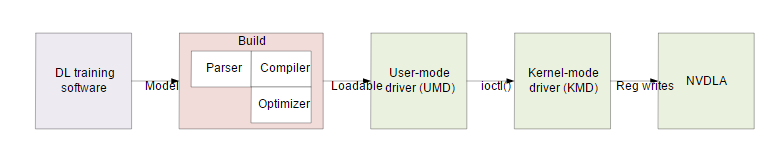 Build
DL training
software
Model
Parser
Compiler
Optimizer
Loadable
User-mode
driver (UMD)
ioctl()
Kernel-mode
driver (KMD)
Reg writes
NVDLA